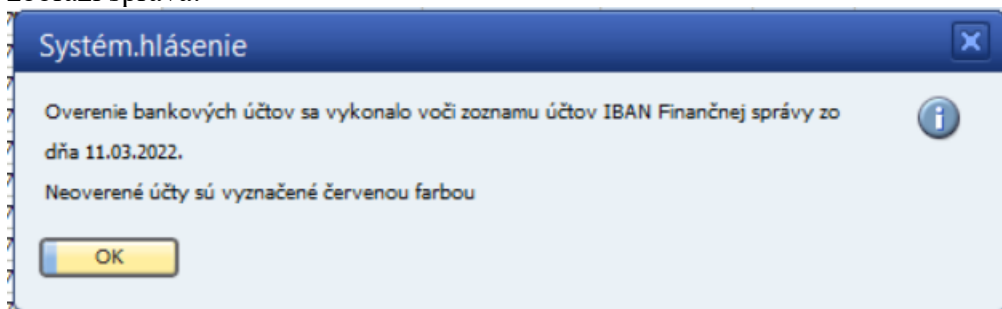 Systém.hlásenie
Overenie bankových účtov sa vykonalo voči zoznamu účtov IBAN Finančnej správy zo
dňa 11.03.2022.
Neoverené účty sú vyznačené červenou farbou
OK